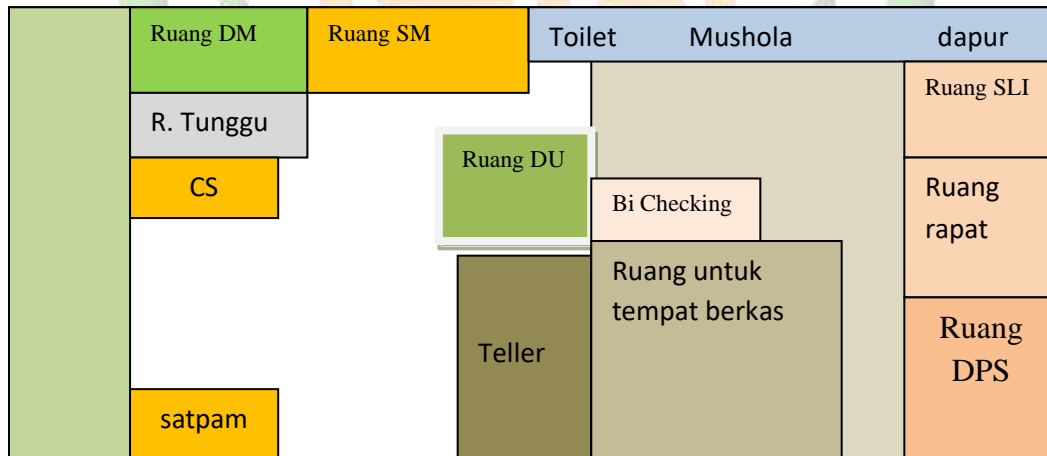 Ruang DM
Ruang SM
Toilet Mushola dapur
Ruang SLI
R. Tunggu
Ruang DU
CS
Bi Checking
Ruang
rapat
Ruang untuk
tempat berkas
Teller
Ruang
DPS
satpam